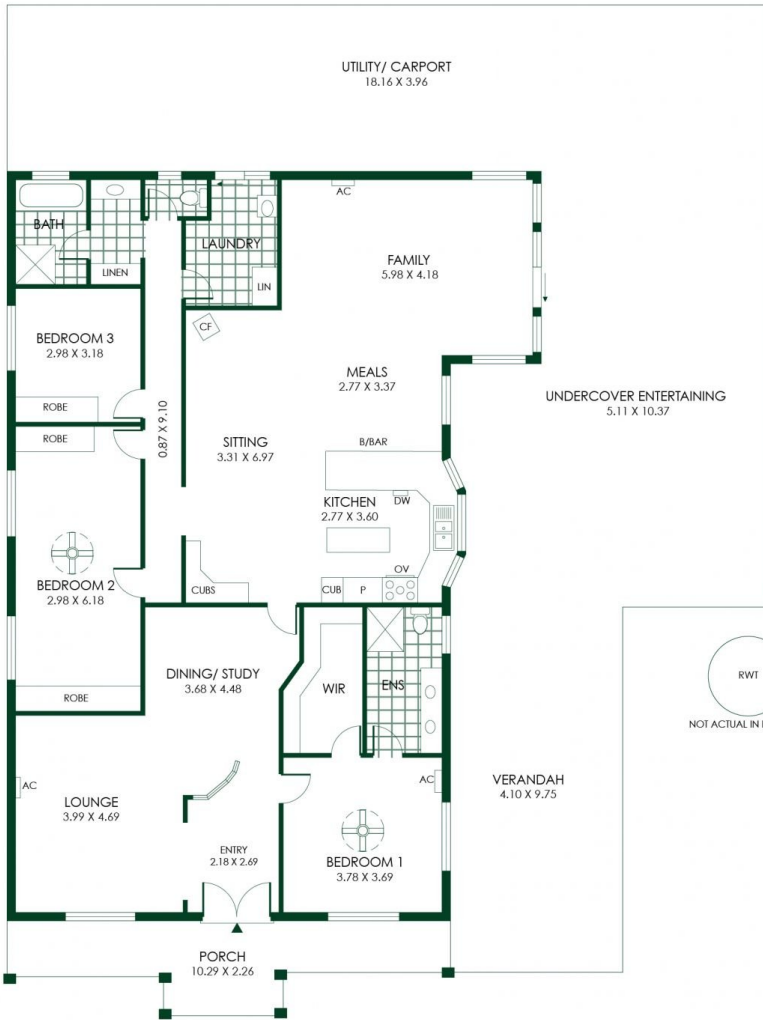 UTILITY/ CARPORT
18.16 X 3.96
AC
BATH
LAUNDRY
LINEN
LIN
FAMILY
5.98 X 4.18
CF
BEDROOM 3
2.98 X 3.18
ROBE
MEALS
2.77 X 3.37
UNDERCOVER ENTERTAINING
5.11 X 10.37
0.87 X 9.10
ROBE
SITTING
3.31 X 6.97
B/BAR
KITCHEN
2.77 X 3.60
DW
OV
BEDROOM 2
2.98 X 6.18
CUBS
CUB
P
ROBE
DINING/ STUDY
3.68 X 4.48
WIR
ENS
RWT
NOT ACTUAL IN
AC
LOUNGE
3.99 X 4.69
AC
VERANDAH
4.10 X 9.75
ENTRY
2.18 X 2.69
BEDROOM 1
3.78 X 3.69
PORCH
10.29 X 2.26